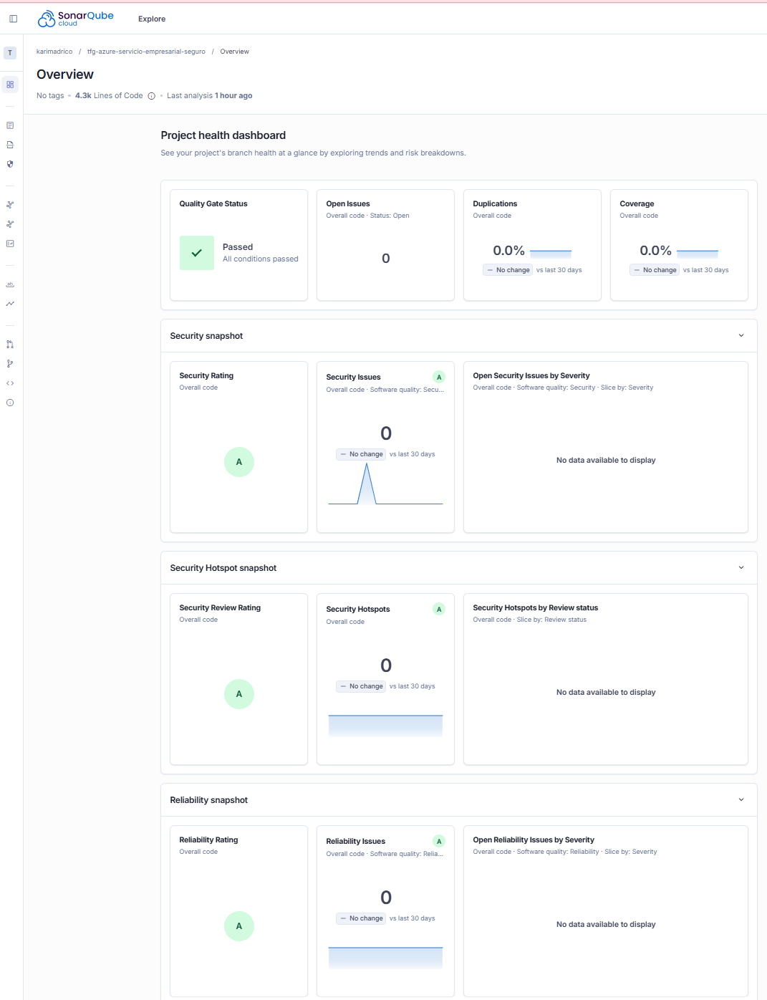 SonarQube
cloud
Explore
T
karimadrico / tfg-azure-servicio-empresarial-seguro / Overview
Overview
No tags • 4.3k Lines of Code • Last analysis 1 hour ago
Project health dashboard
See your project's branch health at a glance by exploring trends and risk breakdowns.
Quality Gate Status
Passed
All conditions passed
Open Issues
Overall code · Status: Open
0
Duplications
Overall code
0.0%
No change vs last 30 days
Coverage
Overall code
0.0%
No change vs last 30 days
Security snapshot
Security Rating
Overall code
A
Security Issues A
Overall code · Software quality: Secu...
0
No change vs last 30 days
Open Security Issues by Severity
Overall code · Software quality: Security · Slice by: Severity
No data available to display
Security Hotspot snapshot
Security Review Rating
Overall code
A
Security Hotspots A
Overall code
0
No change vs last 30 days
Security Hotspots by Review status
Overall code · Slice by: Review status
No data available to display
Reliability snapshot
Reliability Rating
Overall code
A
Reliability Issues A
Overall code · Software quality: Relia...
0
No change vs last 30 days
Open Reliability Issues by Severity
Overall code · Software quality: Reliability · Slice by: Severity
No data available to display